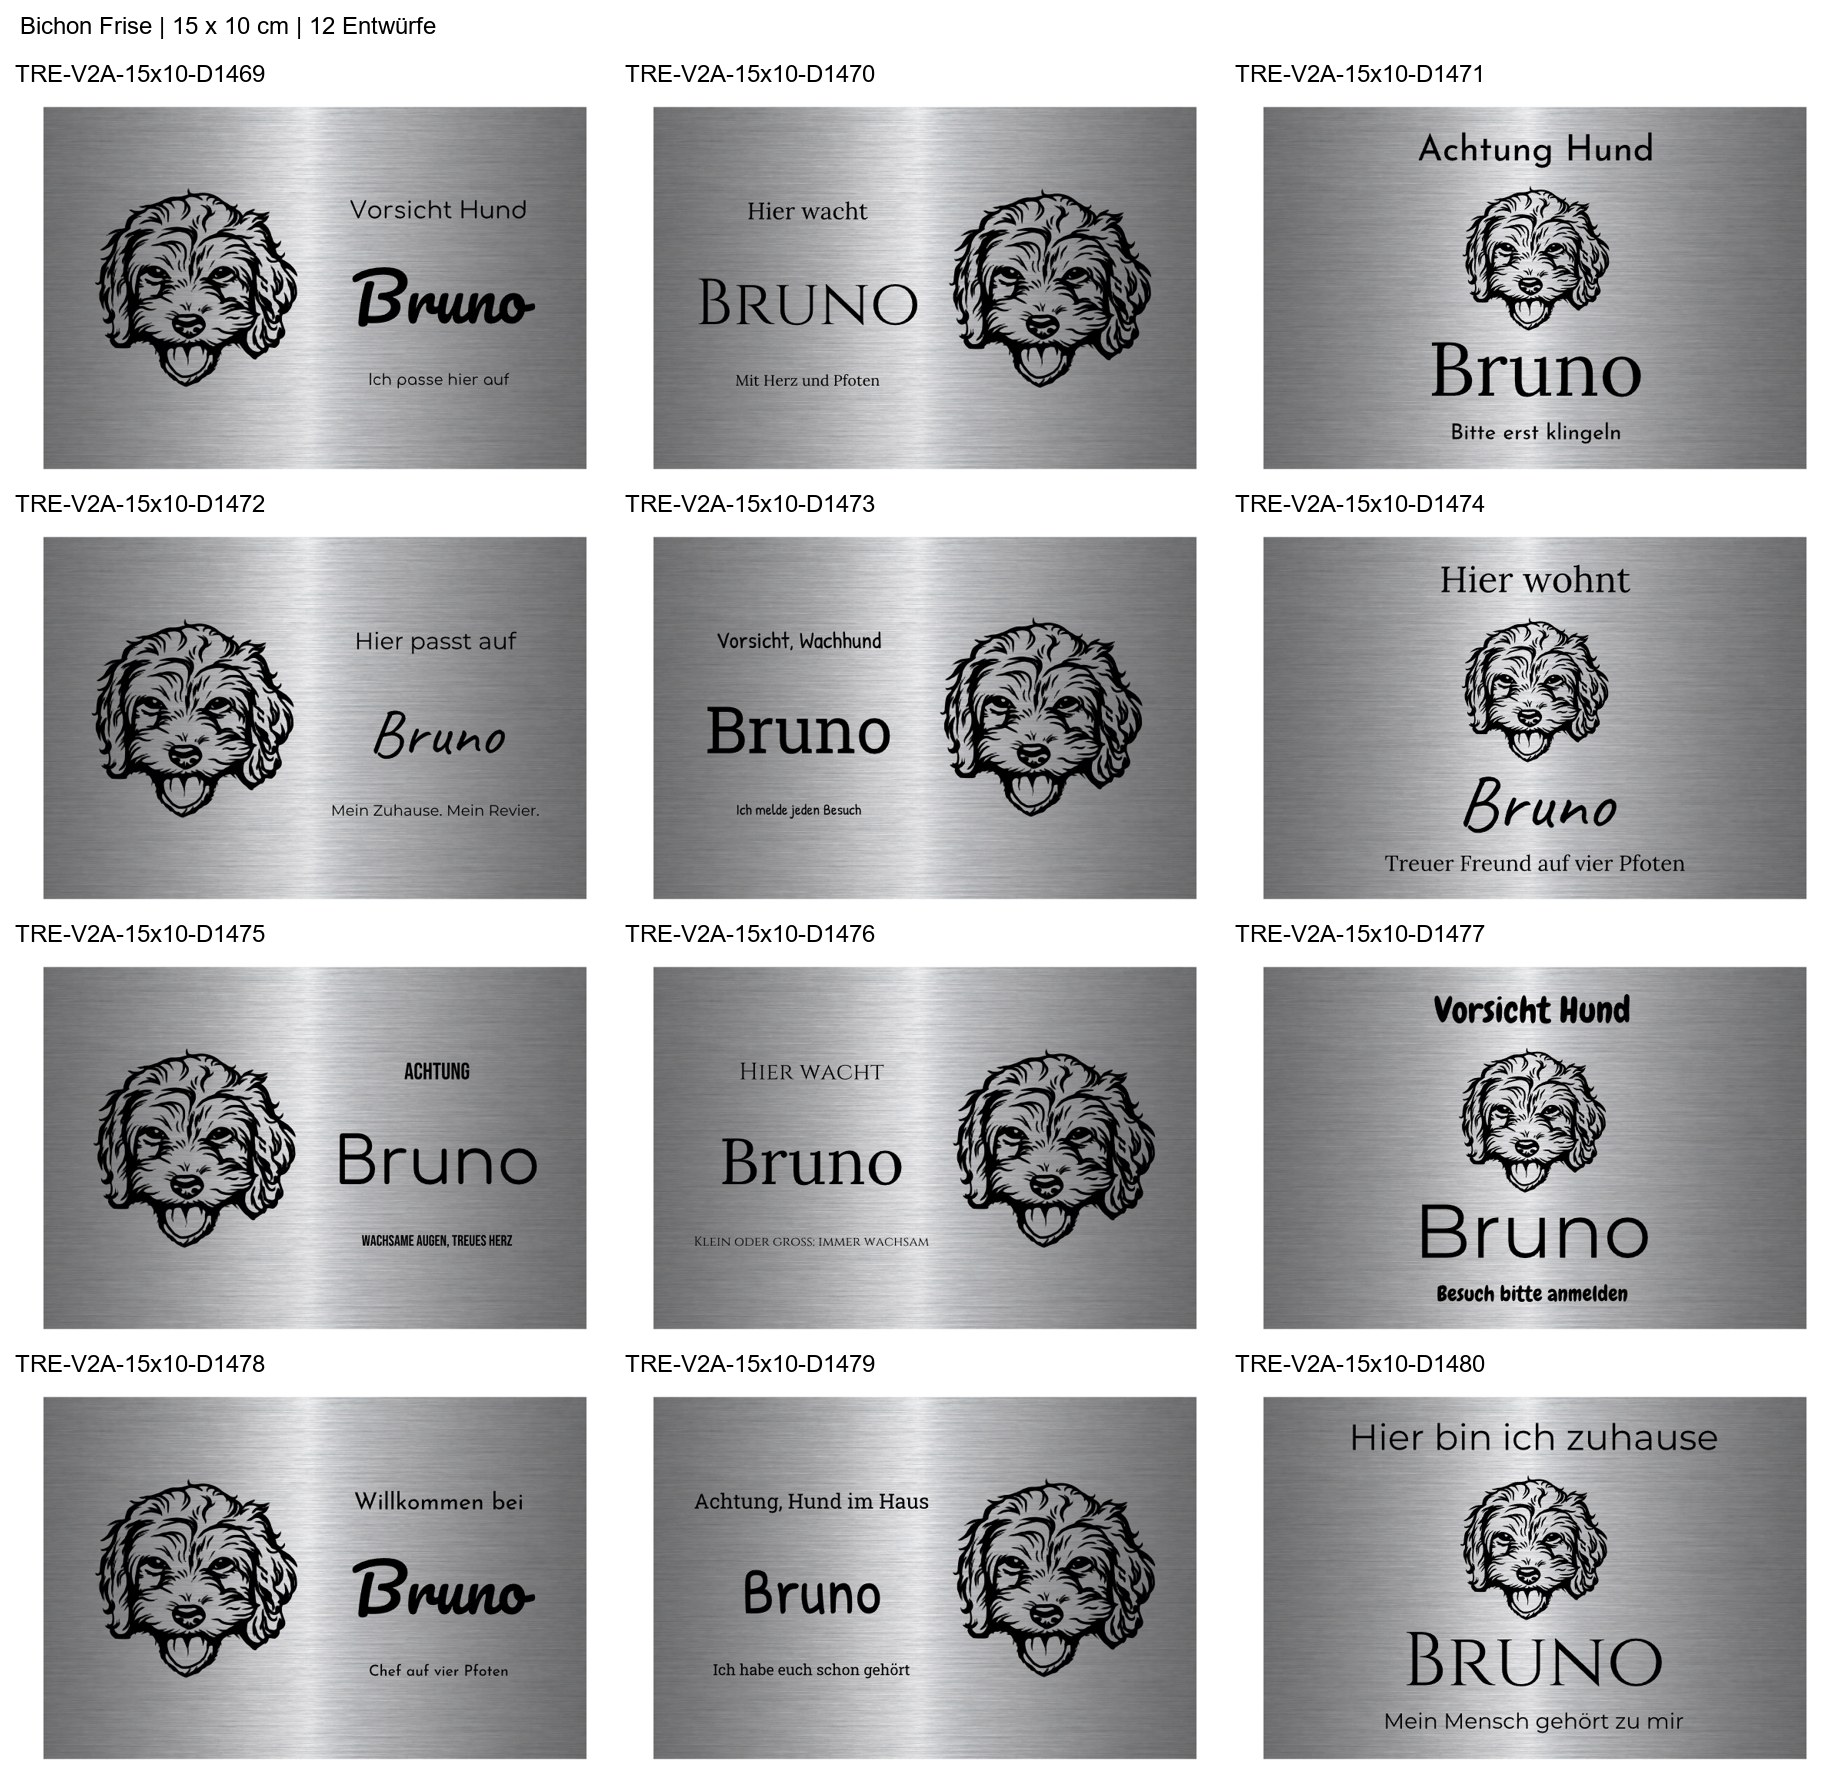 Bichon Frise | 15 x 10 cm | 12 Entwürfe
TRE-V2A-15x10-D1469
Vorsicht Hund
Bruno
Ich passe hier auf
TRE-V2A-15x10-D1470
Hier wacht
BRUNO
Mit Herz und Pfoten
TRE-V2A-15x10-D1471
Achtung Hund
Bruno
Bitte erst klingeln
TRE-V2A-15x10-D1472
Hier passt auf
Bruno
Mein Zuhause. Mein Revier.
TRE-V2A-15x10-D1473
Vorsicht, Wachhund
Bruno
Ich melde jeden Besuch
TRE-V2A-15x10-D1474
Hier wohnt
Bruno
Treuer Freund auf vier Pfoten
TRE-V2A-15x10-D1475
ACHTUNG
Bruno
WACHSAME AUGEN, TREUES HERZ
TRE-V2A-15x10-D1476
HIER WACHT
Bruno
KLEIN ODER GROSS: IMMER WACHSAM
TRE-V2A-15x10-D1477
Vorsicht Hund
Bruno
Besuch bitte anmelden
TRE-V2A-15x10-D1478
Willkommen bei
Bruno
Chef auf vier Pfoten
TRE-V2A-15x10-D1479
Achtung, Hund im Haus
Bruno
Ich habe euch schon gehört
TRE-V2A-15x10-D1480
Hier bin ich zuhause
BRUNO
Mein Mensch gehört zu mir